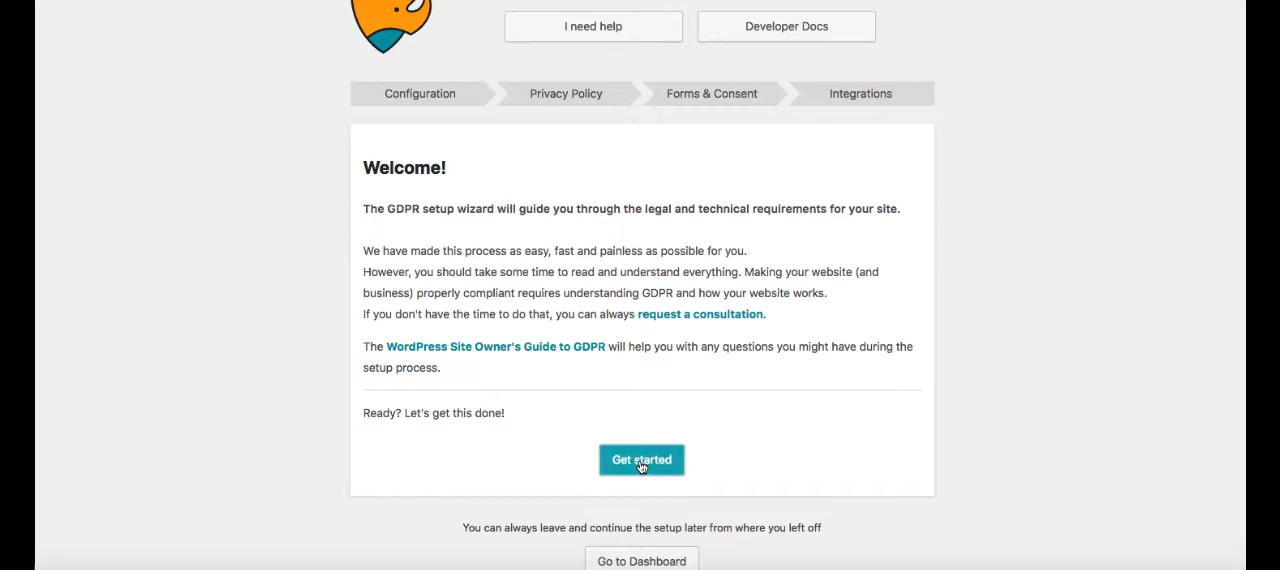 I need help
Developer Docs
Configuration
Privacy Policy
Forms & Consent
Integrations
Welcome!
The GDPR setup wizard will guide you through the legal and technical requirements for your site.
We have made this process as easy, fast and painless as possible for you.
However, you should take some time to read and understand everything. Making your website (and
business) properly compliant requires understanding GDPR and how your website works.
If you don't have the time to do that, you can always request a consultation.
The WordPress Site Owner's Guide to GDPR will help you with any questions you might have during the
setup process.
Ready? Let's get this done!
Get started
You can always leave and continue the setup later from where you left off
Go to Dashboard